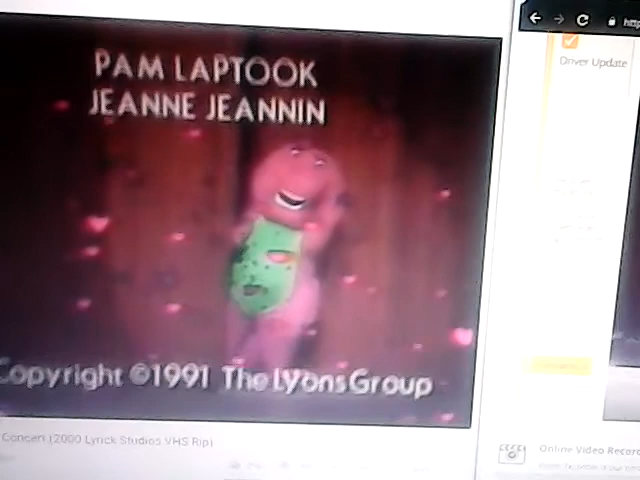 PAM LAPTOOK
JEANNE JEANNIN
Copyright ©1991 The Lyons Group
Concert (2000 Lyrick Studios VHS Rip)
Driver Update
Online Video Recor